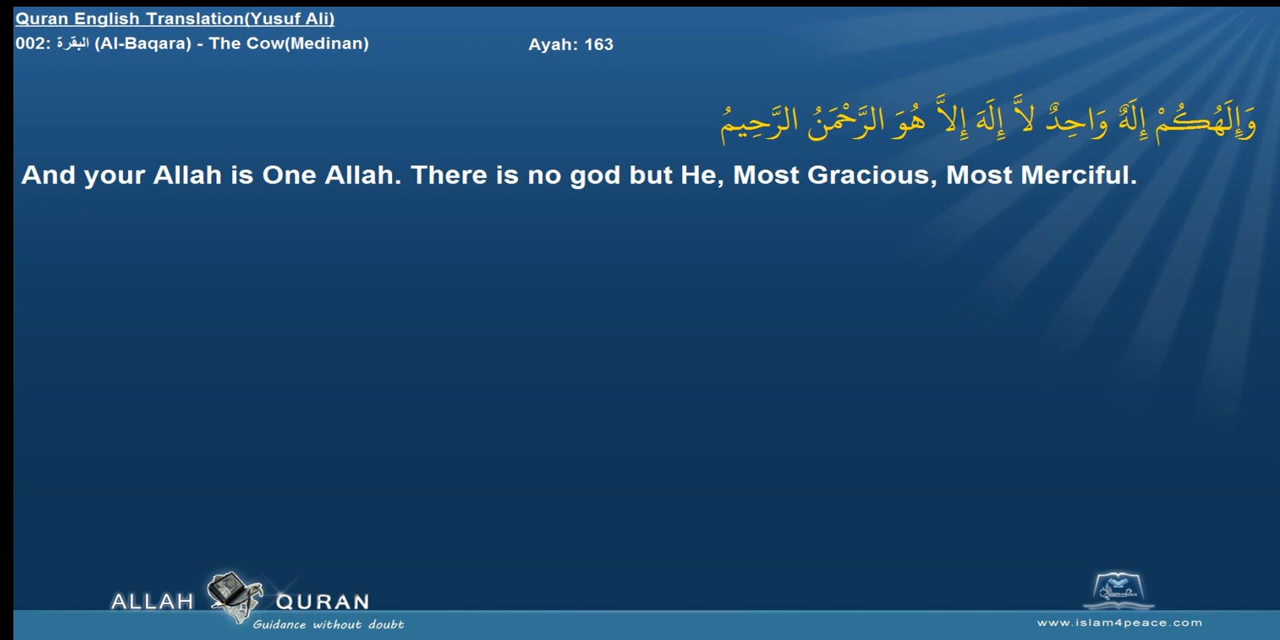 Quran English Translation(Yusuf Ali)
002: البقرة (Al-Baqara) - The Cow(Medinan) Ayah: 163
وَإِلَهُكُمْ إِلَهٌ وَاحِدٌ لاَّ إِلَهَ إِلاَّ هُوَ الرَّحْمَنُ الرَّحِيمُ
And your Allah is One Allah. There is no god but He, Most Gracious, Most Merciful.
ALLAH QURAN
Guidance without doubt
www.islam4peace.com